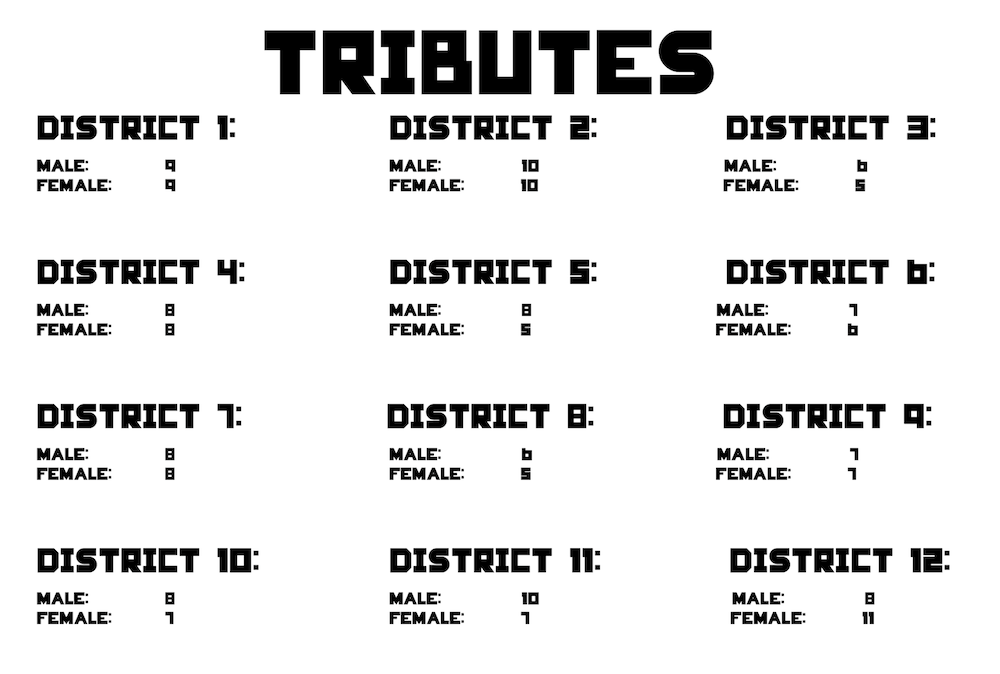 TRIBUTES
DISTRICT 1:
MALE: 9
FEMALE: 9
DISTRICT 2:
MALE: 10
FEMALE: 10
DISTRICT 3:
MALE: 6
FEMALE: 5
DISTRICT 4:
MALE: 8
FEMALE: 8
DISTRICT 5:
MALE: 8
FEMALE: 5
DISTRICT 6:
MALE: 7
FEMALE: 6
DISTRICT 7:
MALE: 8
FEMALE: 8
DISTRICT 8:
MALE: 6
FEMALE: 5
DISTRICT 9:
MALE: 7
FEMALE: 7
DISTRICT 10:
MALE: 8
FEMALE: 7
DISTRICT 11:
MALE: 10
FEMALE: 7
DISTRICT 12:
MALE: 8
FEMALE: 11